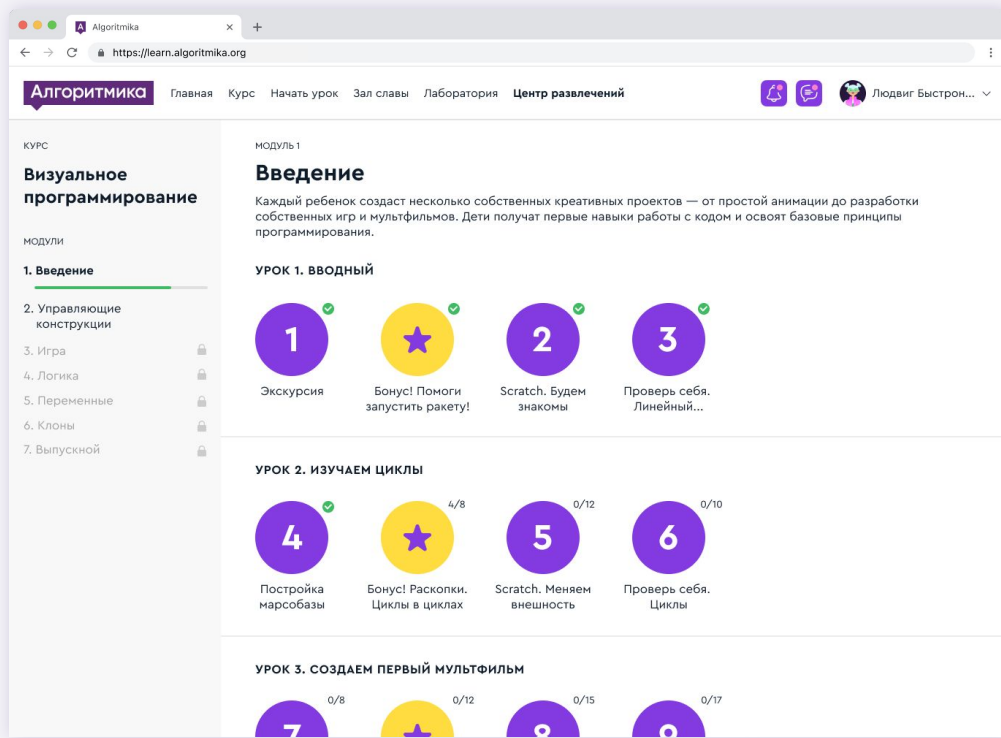 Algoritmika
https://learn.algoritmika.org
Алгоритмика
Главная Курс Начать урок Зал славы Лаборатория Центр развлечений
Людвиг Быстрон...
КУРС
Визуальное
программирование
МОДУЛИ
1. Введение
2. Управляющие
конструкции
3. Игра
4. Логика
5. Переменные
6. Клоны
7. Выпускной
МОДУЛЬ 1
Введение
Каждый ребенок создаст несколько собственных креативных проектов — от простой анимации до разработки
собственных игр и мультфильмов. Дети получат первые навыки работы с кодом и освоят базовые принципы
программирования.
УРОК 1. ВВОДНЫЙ
1
2
3
Экскурсия
Бонус! Помоги
запустить ракету!
Scratch. Будем
знакомы
Проверь себя.
Линейный...
УРОК 2. ИЗУЧАЕМ ЦИКЛЫ
4/8
0/12
0/10
4
5
6
Постройка
марсобазы
Бонус! Раскопки.
Циклы в циклах
Scratch. Меняем
внешность
Проверь себя.
Циклы
УРОК 3. СОЗДАЕМ ПЕРВЫЙ МУЛЬТФИЛЬМ
0/8
0/12
0/15
0/17
7
8
9